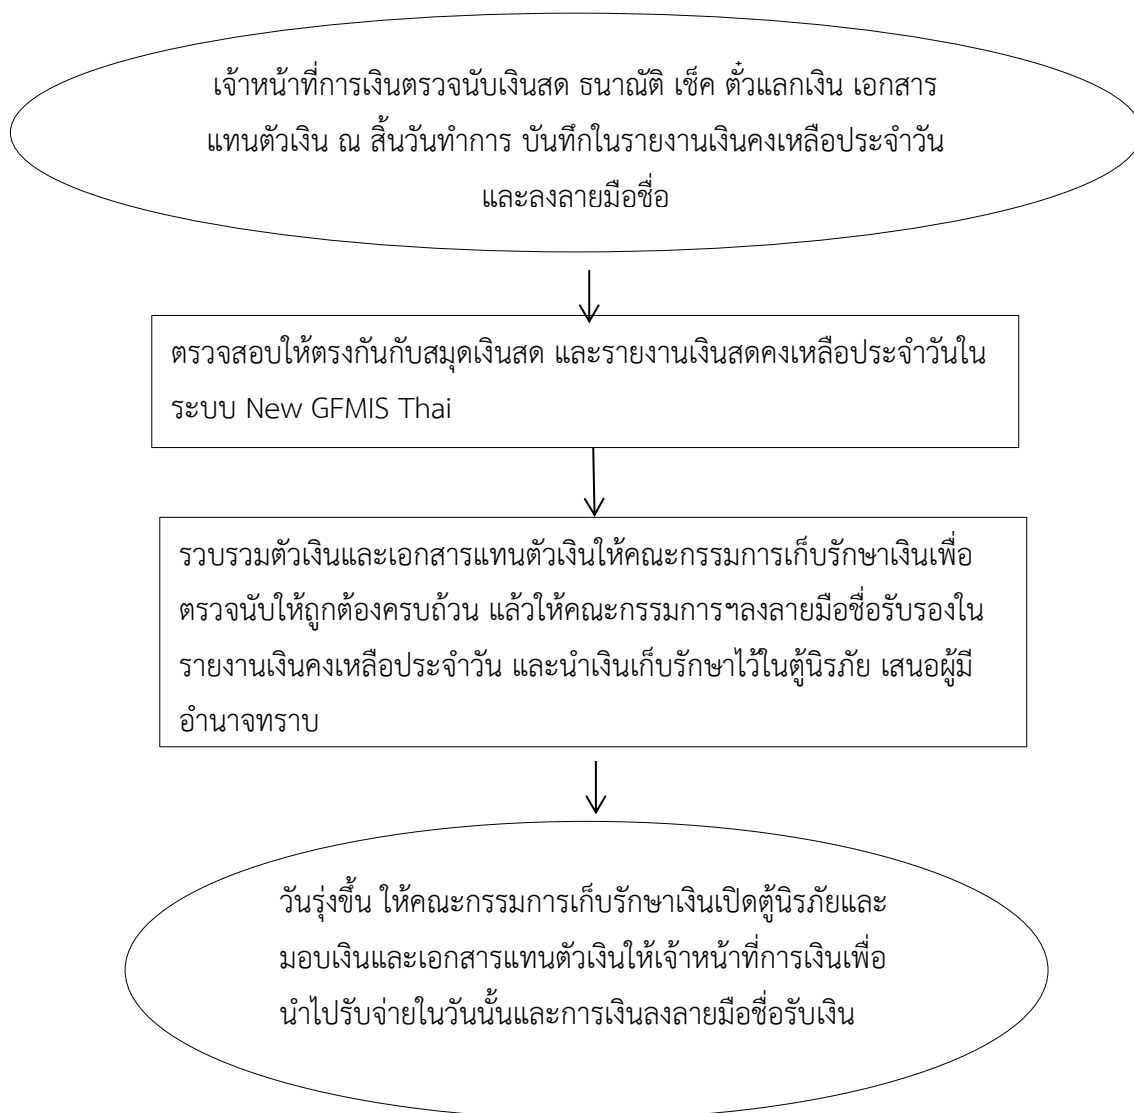 เจ้าหน้าที่การเงินตรวจนับเงินสด ธนาณัติ เช็ค ตั๋วแลกเงิน เอกสาร
แทนตัวเงิน ณ สิ้นวันทำการ บันทึกในรายงานเงินคงเหลือประจำวัน
และลงลายมือชื่อ
ตรวจสอบให้ตรงกันกับสมุดเงินสด และรายงานเงินสดคงเหลือประจำวันใน
ระบบ New GFMIS Thai
รวบรวมตัวเงินและเอกสารแทนตัวเงินให้คณะกรรมการเก็บรักษาเงินเพื่อ
ตรวจนับให้ถูกต้องครบถ้วน แล้วให้คณะกรรมการฯลงลายมือชื่อรับรองใน
รายงานเงินคงเหลือประจำวัน และนำเงินเก็บรักษาไว้ในตู้นิรภัย เสนอผู้มี
อำนาจทราบ
วันรุ่งขึ้น ให้คณะกรรมการเก็บรักษาเงินเปิดตู้นิรภัยและ
มอบเงินและเอกสารแทนตัวเงินให้เจ้าหน้าที่การเงินเพื่อ
นำไปรับจ่ายในวันนั้นและการเงินลงลายมือชื่อรับเงิน